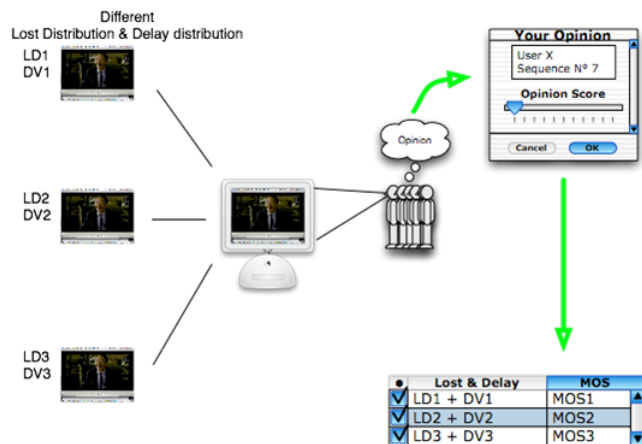 Different
Lost Distribution & Delay distribution
LD1
DV1
LD2
DV2
LD3
DV3
Opinion
Your Opinion
User X
Sequence N° 7
Opinion Score
Cancel
OK
Lost & Delay MOS
LD1 + DV1 MOS1
LD2 + DV2 MOS2
LD3 + DV3 MOS3